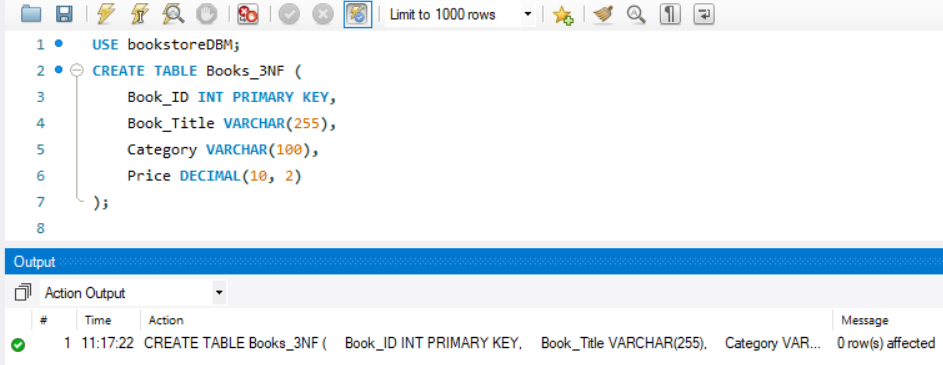 Limit to 1000 rows
1 USE bookstoreDBM;
2 CREATE TABLE Books_3NF (
3 Book_ID INT PRIMARY KEY,
4 Book_Title VARCHAR(255),
5 Category VARCHAR(100),
6 Price DECIMAL(10, 2)
7 );
8
Output
Action Output
# Time Action Message
1 11:17:22 CREATE TABLE Books_3NF ( Book_ID INT PRIMARY KEY, Book_Title VARCHAR(255), Category VAR... 0 row(s) affected